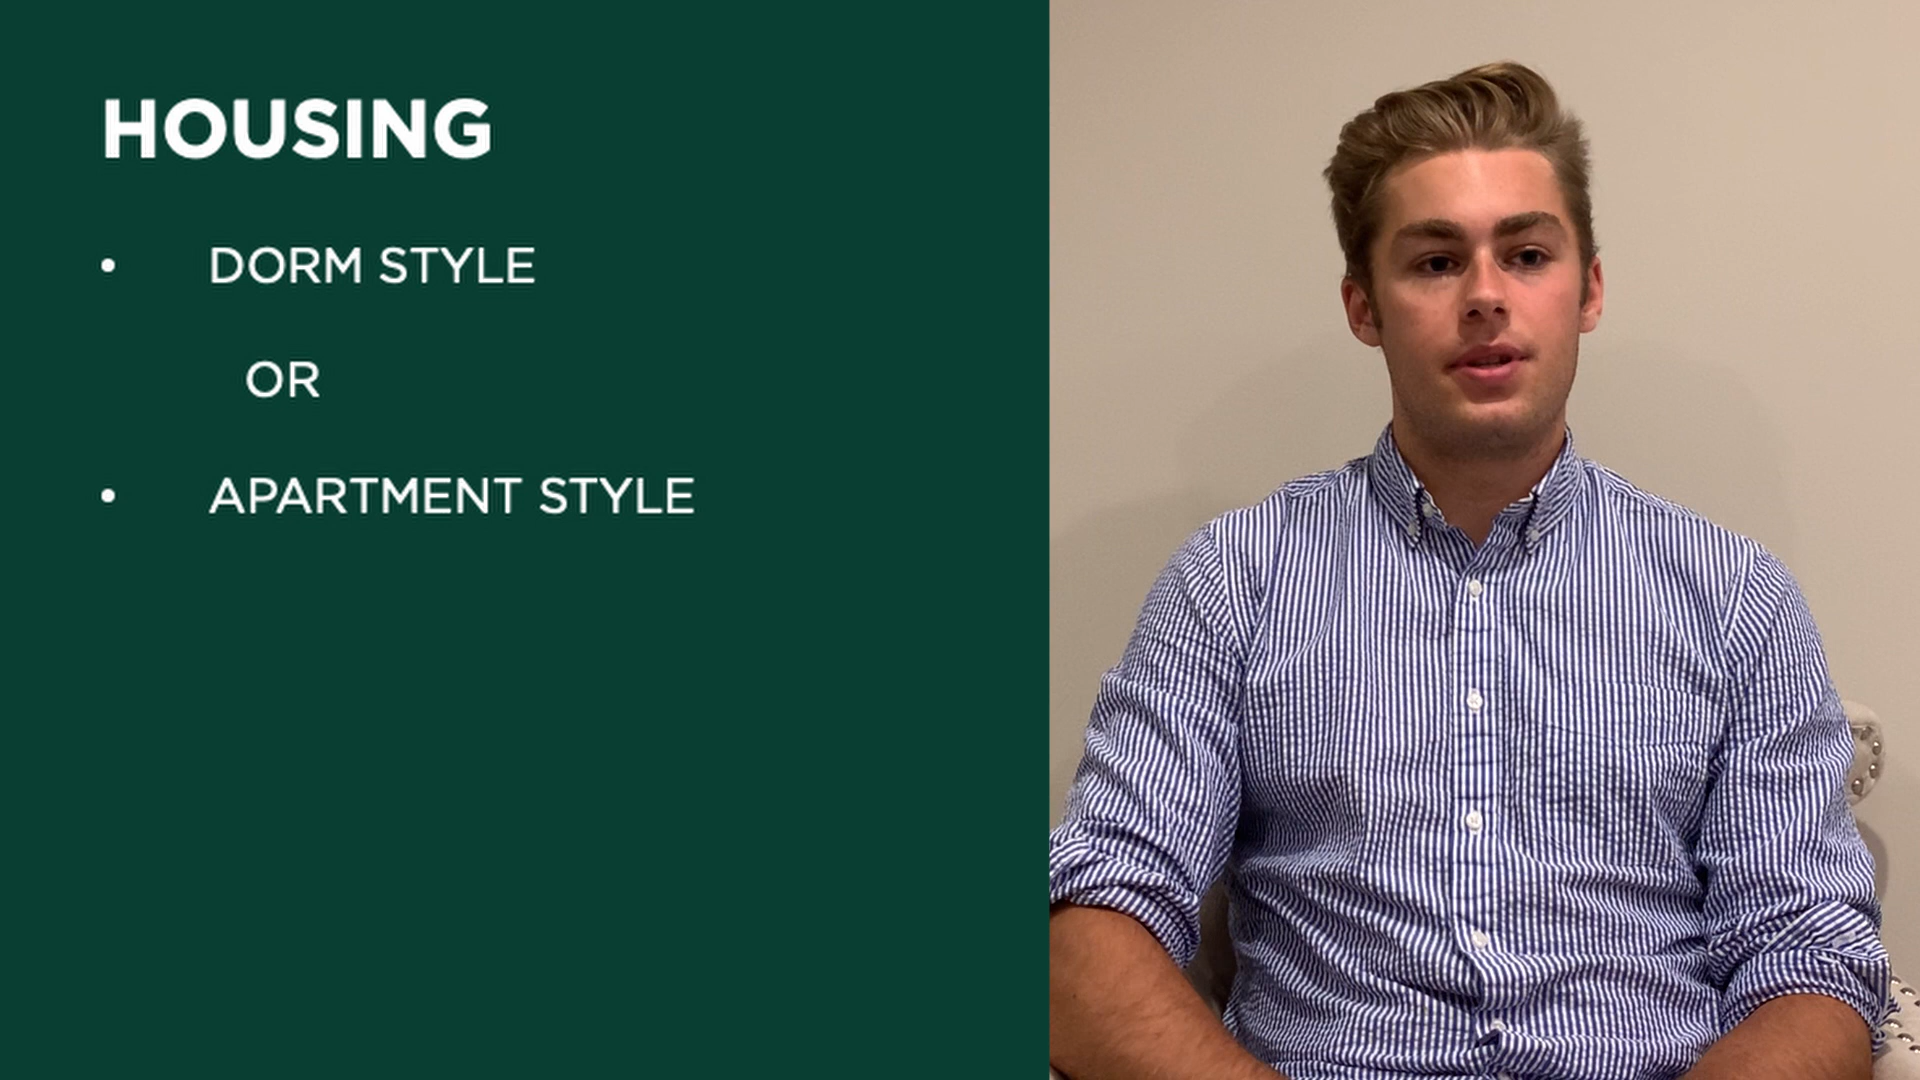 HOUSING
• DORM STYLE
OR
• APARTMENT STYLE